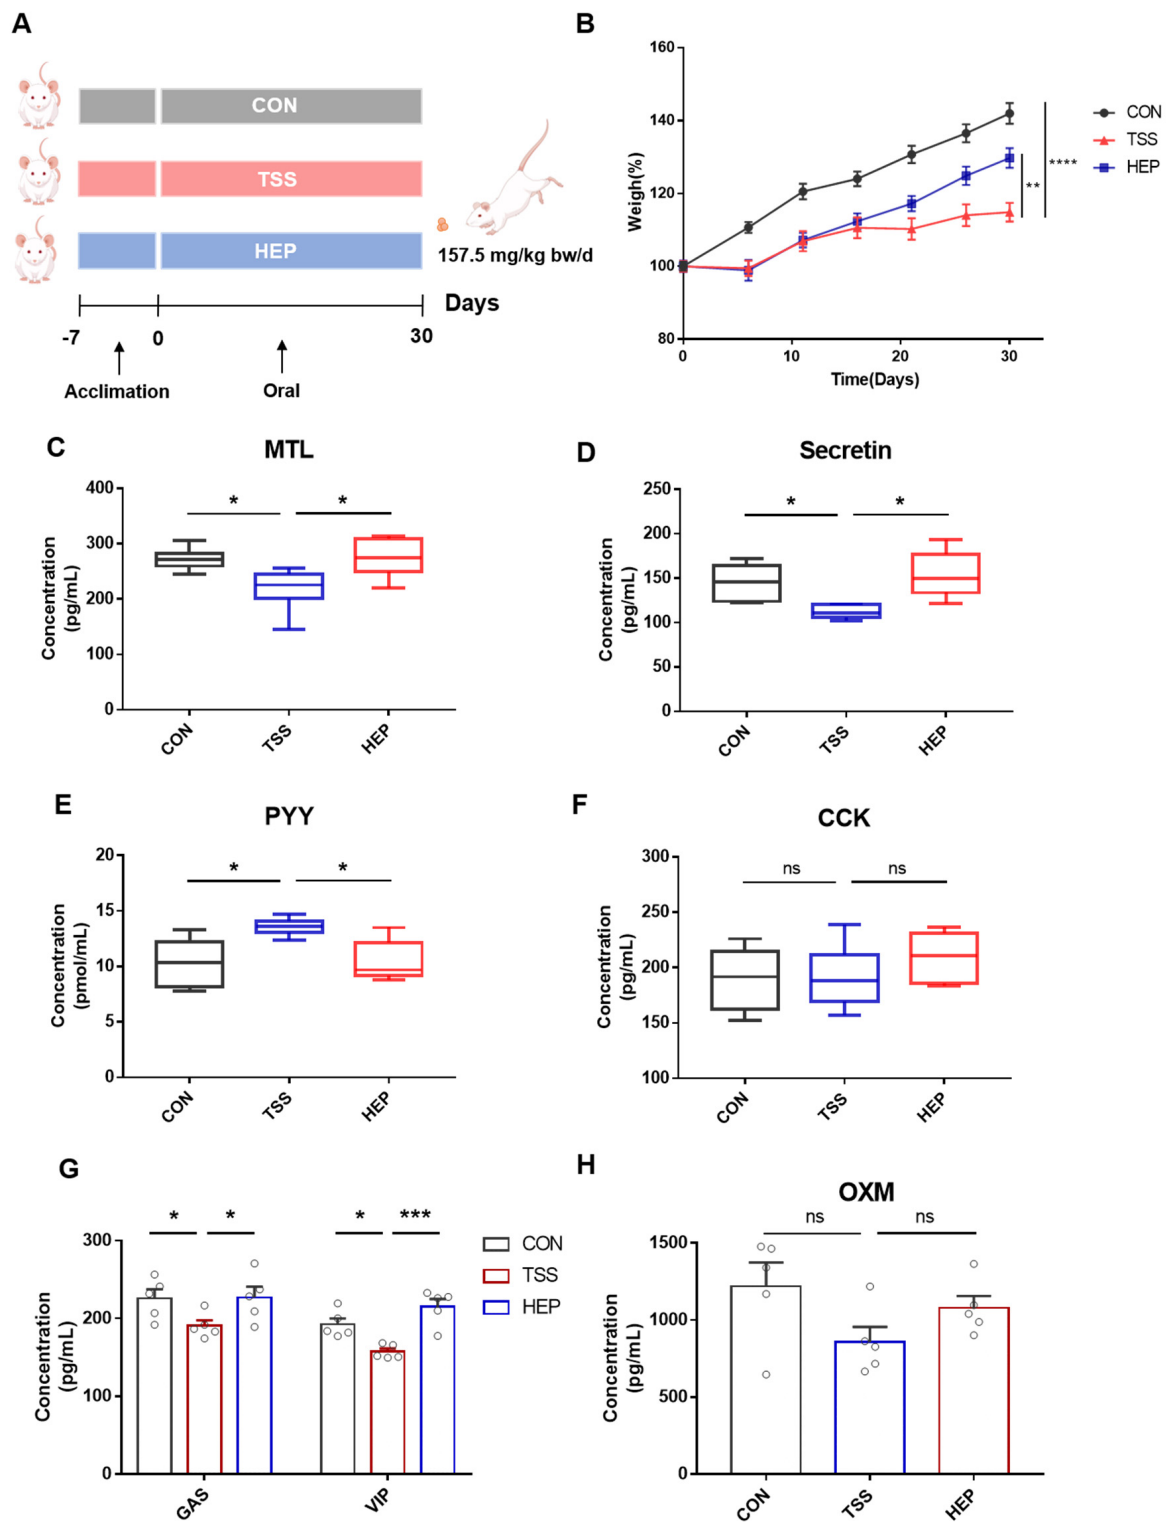 A
CON
TSS
HEP
157.5 mg/kg bw/d
Days
-7
0
30
Acclimation
Oral
B
160
140
120
100
80
Weigh(%)
0
10
20
30
Time(Days)
CON
TSS
HEP
**
****
C
MTL
400
300
200
100
0
Concentration
(pg/mL)
*
*
CON
TSS
HEP
D
Secretin
250
200
150
100
50
0
Concentration
(pg/mL)
*
*
CON
TSS
HEP
E
PYY
20
15
10
5
0
Concentration
(pmol/mL)
*
*
CON
TSS
HEP
F
CCK
300
250
200
150
100
Concentration
(pg/mL)
ns
ns
CON
TSS
HEP
G
300
200
100
0
Concentration
(pg/mL)
*
*
*
***
GAS
VIP
CON
TSS
HEP
H
OXM
1500
1000
500
0
Concentration
(pg/mL)
ns
ns
CON
TSS
HEP